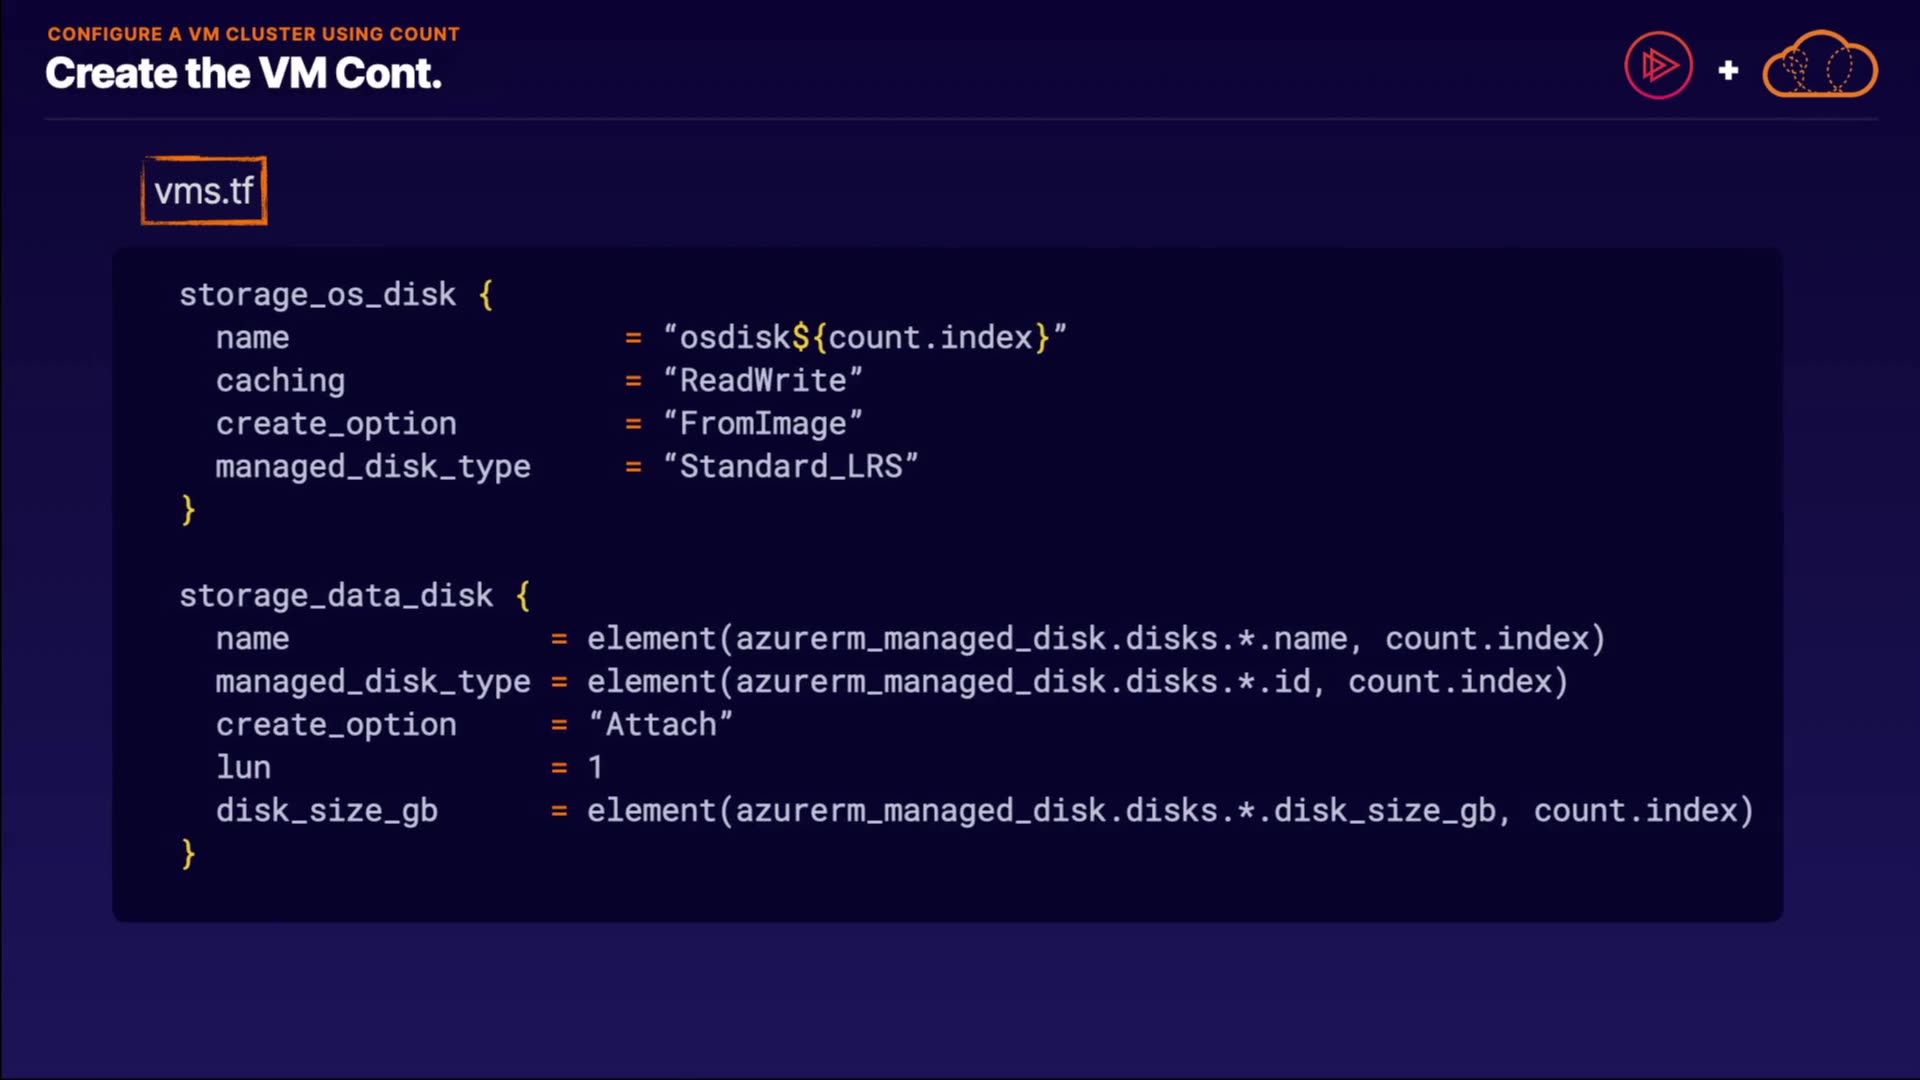 CONFIGURE A VM CLUSTER USING COUNT
Create the VM Cont.
+
vms.tf
storage_os_disk {
name = “osdisk${count.index}”
caching = “ReadWrite”
create_option = “FromImage”
managed_disk_type = “Standard_LRS”
}
storage_data_disk {
name = element(azurerm_managed_disk.disks.*.name, count.index)
managed_disk_type = element(azurerm_managed_disk.disks.*.id, count.index)
create_option = “Attach”
lun = 1
disk_size_gb = element(azurerm_managed_disk.disks.*.disk_size_gb, count.index)
}